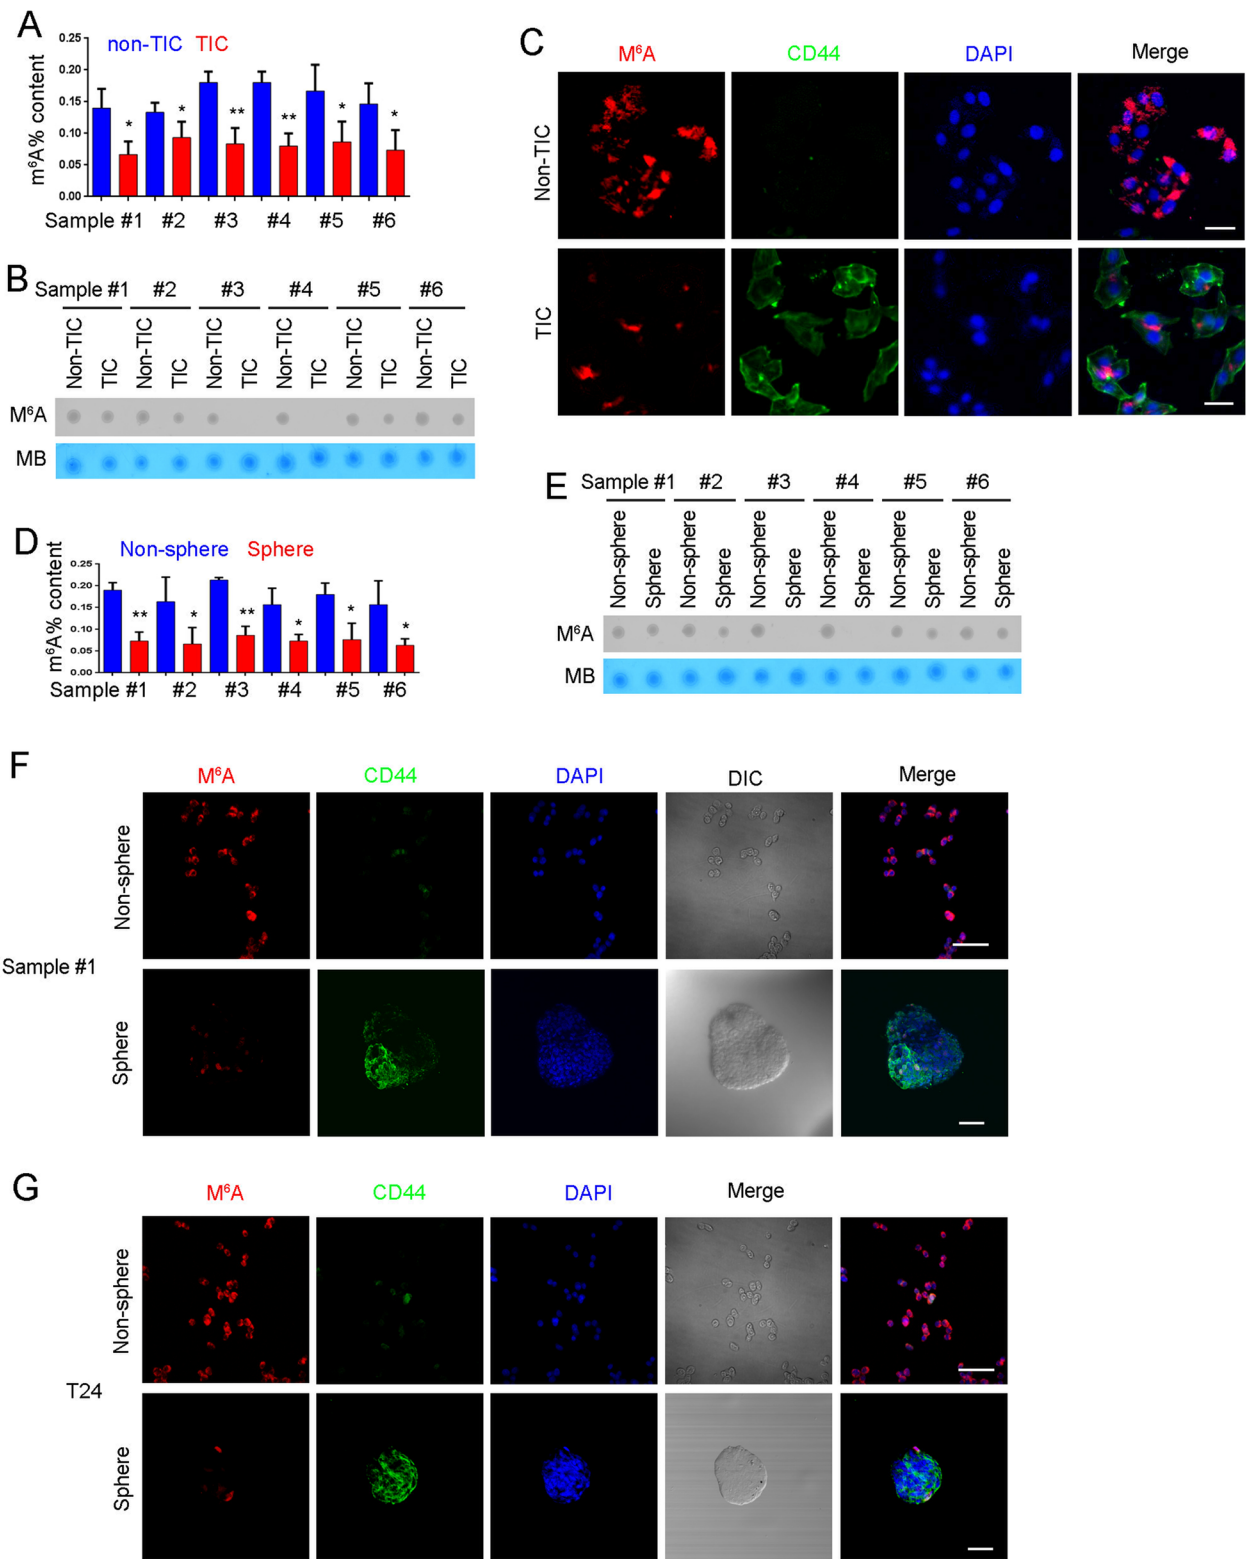 A
non-TIC TIC
m⁶A% content
0.25
0.20
0.15
0.10
0.05
0.00
* * ** ** * *
Sample #1 #2 #3 #4 #5 #6
B
Sample #1 #2 #3 #4 #5 #6
Non-TIC TIC Non-TIC TIC Non-TIC TIC Non-TIC TIC Non-TIC TIC Non-TIC TIC
M⁶A
MB
C
M⁶A CD44 DAPI Merge
Non-TIC
TIC
D
Non-sphere Sphere
m⁶A% content
0.25
0.20
0.15
0.10
0.05
0.00
** * ** * * *
Sample #1 #2 #3 #4 #5 #6
E
Sample #1 #2 #3 #4 #5 #6
Non-sphere Sphere Non-sphere Sphere Non-sphere Sphere Non-sphere Sphere Non-sphere Sphere Non-sphere Sphere
M⁶A
MB
F
M⁶A CD44 DAPI DIC Merge
Sample #1
Non-sphere
Sphere
G
M⁶A CD44 DAPI Merge
T24
Non-sphere
Sphere